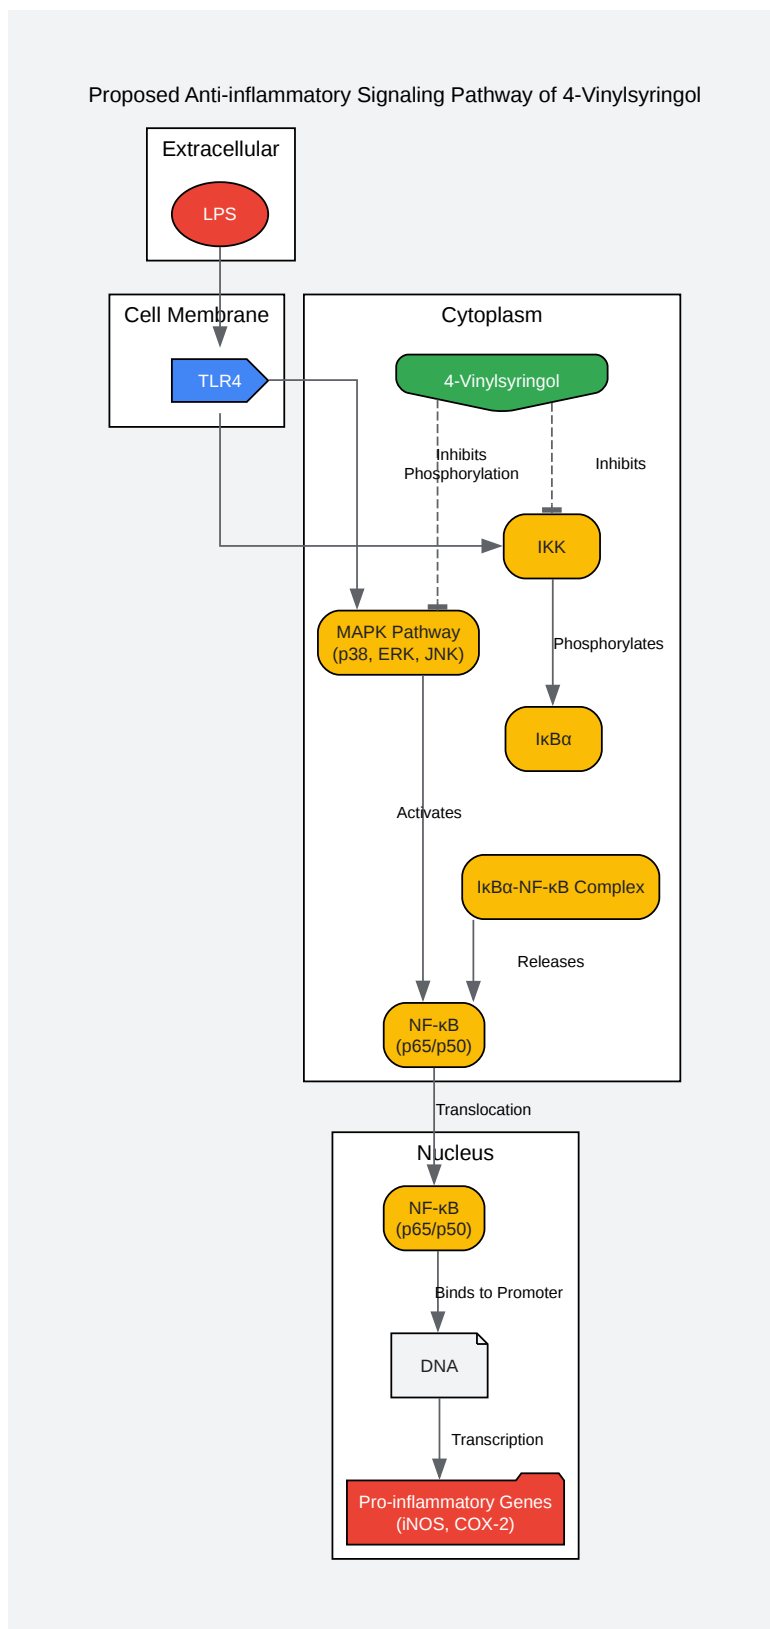 Proposed Anti-inflammatory Signaling Pathway of 4-Vinylsyringol
Extracellular
LPS
Cell Membrane
TLR4
Cytoplasm
4-Vinylsyringol
Inhibits
Phosphorylation
Inhibits
IKK
MAPK Pathway
(p38, ERK, JNK)
Phosphorylates
IκBα
Activates
IκBα-NF-κB Complex
Releases
NF-κB
(p65/p50)
Translocation
Nucleus
NF-κB
(p65/p50)
Binds to Promoter
DNA
Transcription
Pro-inflammatory Genes
(iNOS, COX-2)